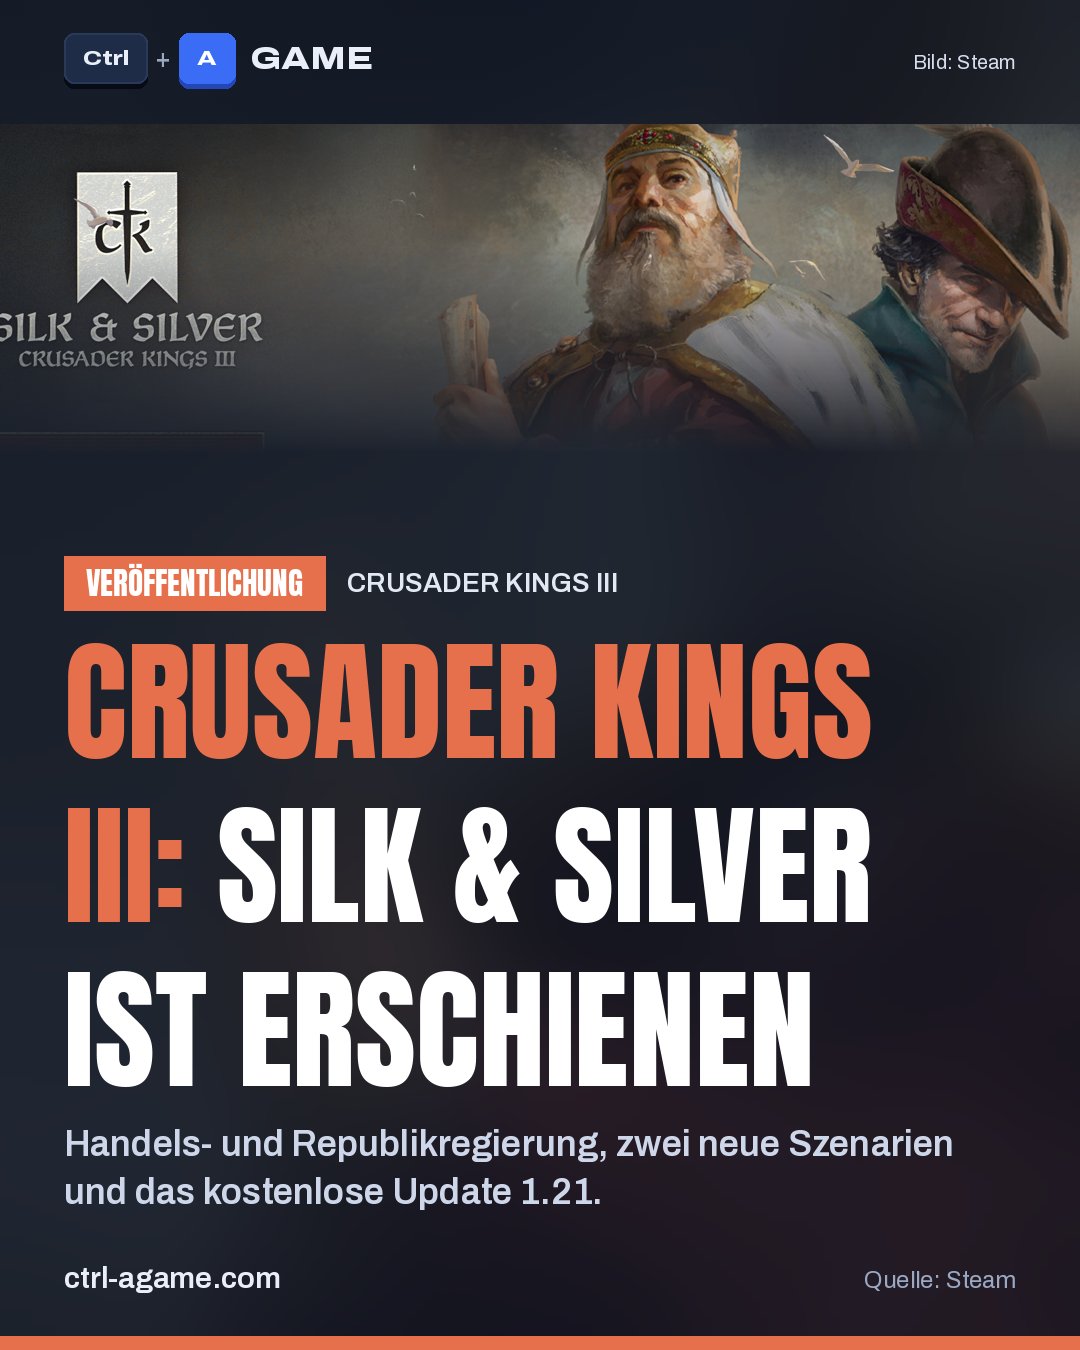 Ctrl + A GAME
Bild: Steam
CK
SILK & SILVER
CRUSADER KINGS III
VERÖFFENTLICHUNG CRUSADER KINGS III
CRUSADER KINGS
III: SILK & SILVER
IST ERSCHIENEN
Handels- und Republikregierung, zwei neue Szenarien
und das kostenlose Update 1.21.
ctrl-agame.com
Quelle: Steam